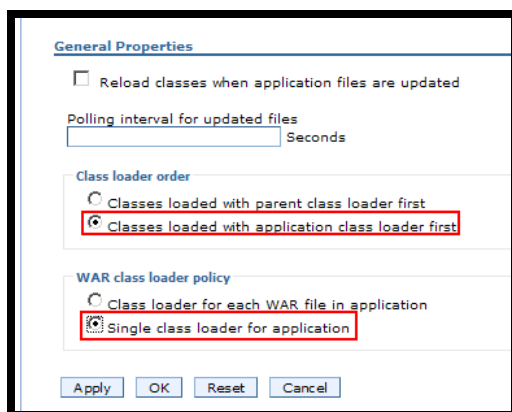 General Properties
Reload classes when application files are updated
Polling interval for updated files
Seconds
Class loader order
Classes loaded with parent class loader first
Classes loaded with application class loader first
WAR class loader policy
Class loader for each WAR file in application
Single class loader for application
Apply OK Reset Cancel